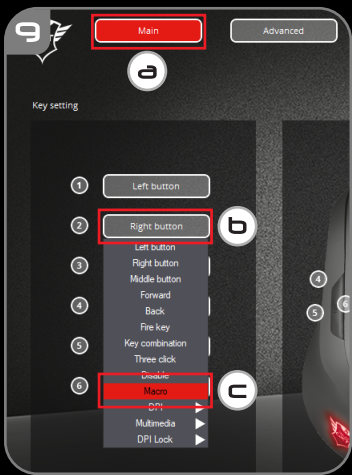 9
Main
Advanced
a
Key setting
1
Left button
2
Right button
b
Left button
3
Right button
Middle button
4
Forward
4
Back
6
5
Fire key
5
Key combination
Three click
Disable
6
Macro
c
DPI
Multimedia
DPI Lock